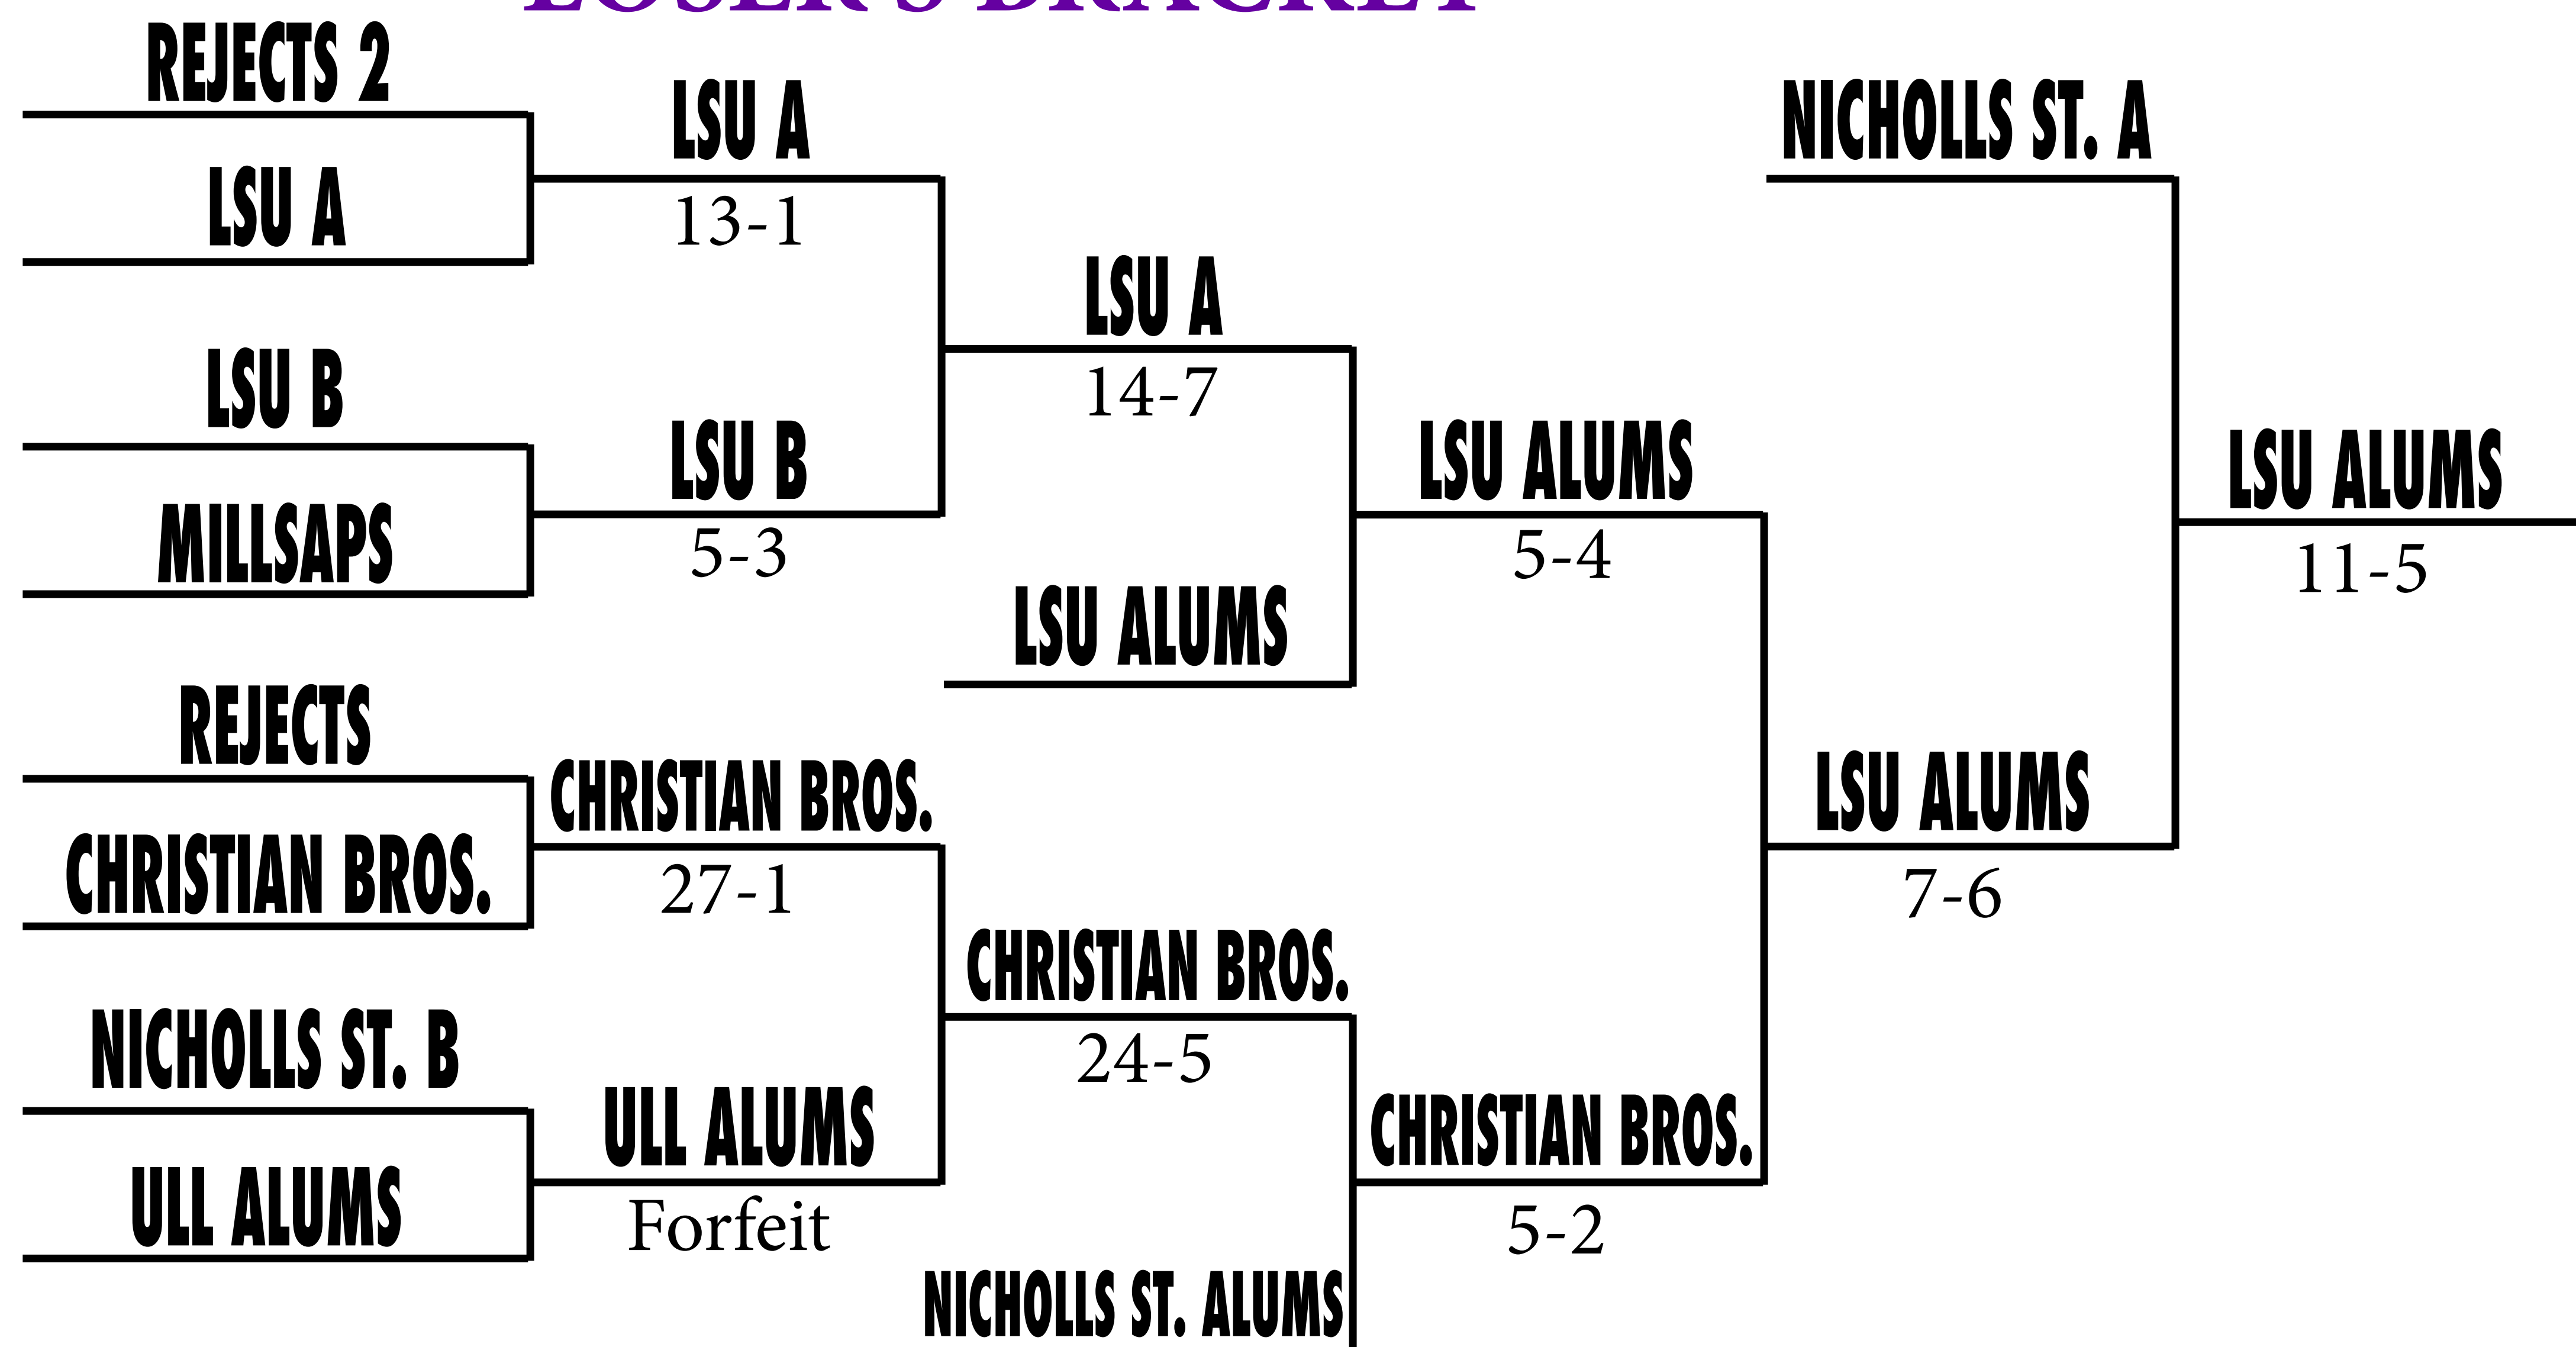 LOSER'S BRACKET
REJECTS 2
LSU A
LSU B
MILLSAPS
REJECTS
CHRISTIAN BROS.
NICHOLLS ST. B
ULL ALUMS
LSU A
13-1
LSU B
5-3
CHRISTIAN BROS.
27-1
ULL ALUMS
Forfeit
LSU A
14-7
LSU ALUMS
CHRISTIAN BROS.
24-5
NICHOLLS ST. ALUMS
LSU ALUMS
5-4
CHRISTIAN BROS.
5-2
NICHOLLS ST. A
LSU ALUMS
7-6
LSU ALUMS
11-5